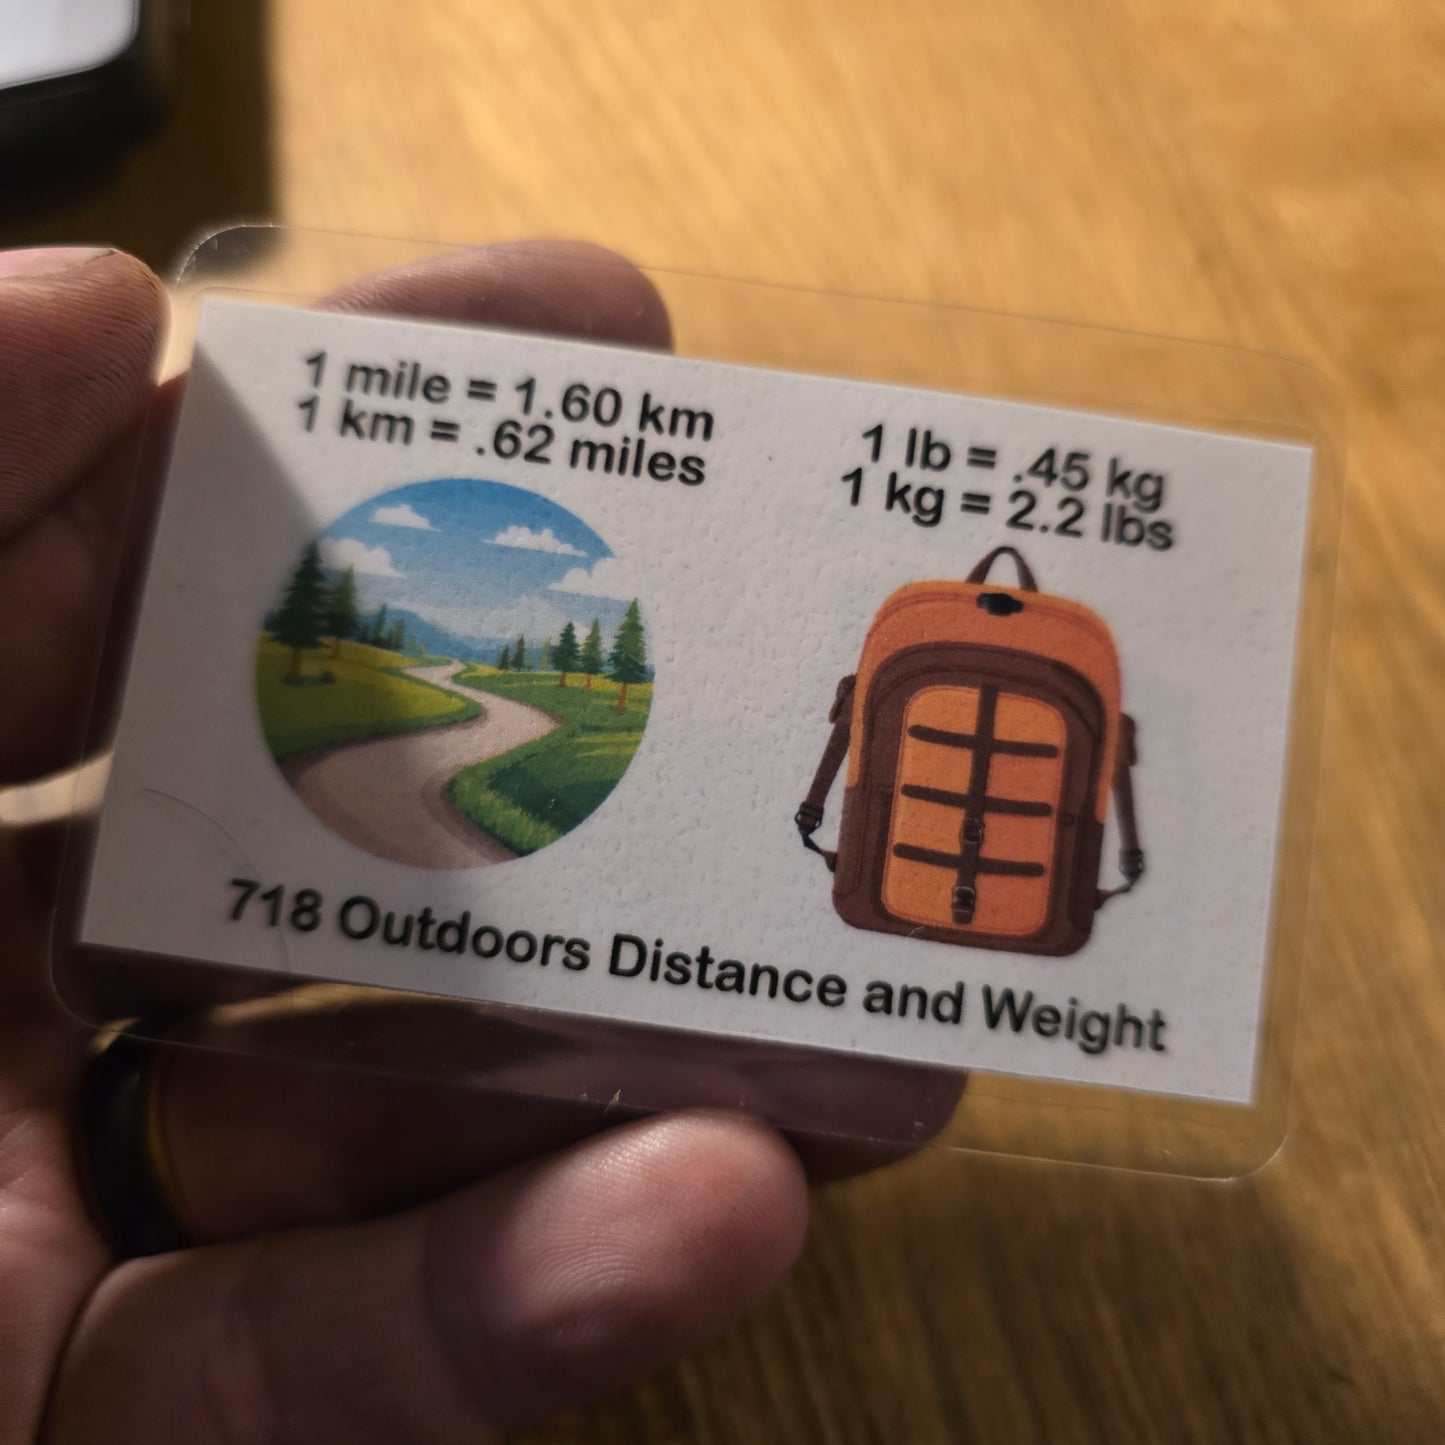 1 mile = 1.60 km
1 km = .62 miles
1 lb = .45 kg
1 kg = 2.2 lbs
718 Outdoors Distance and Weight